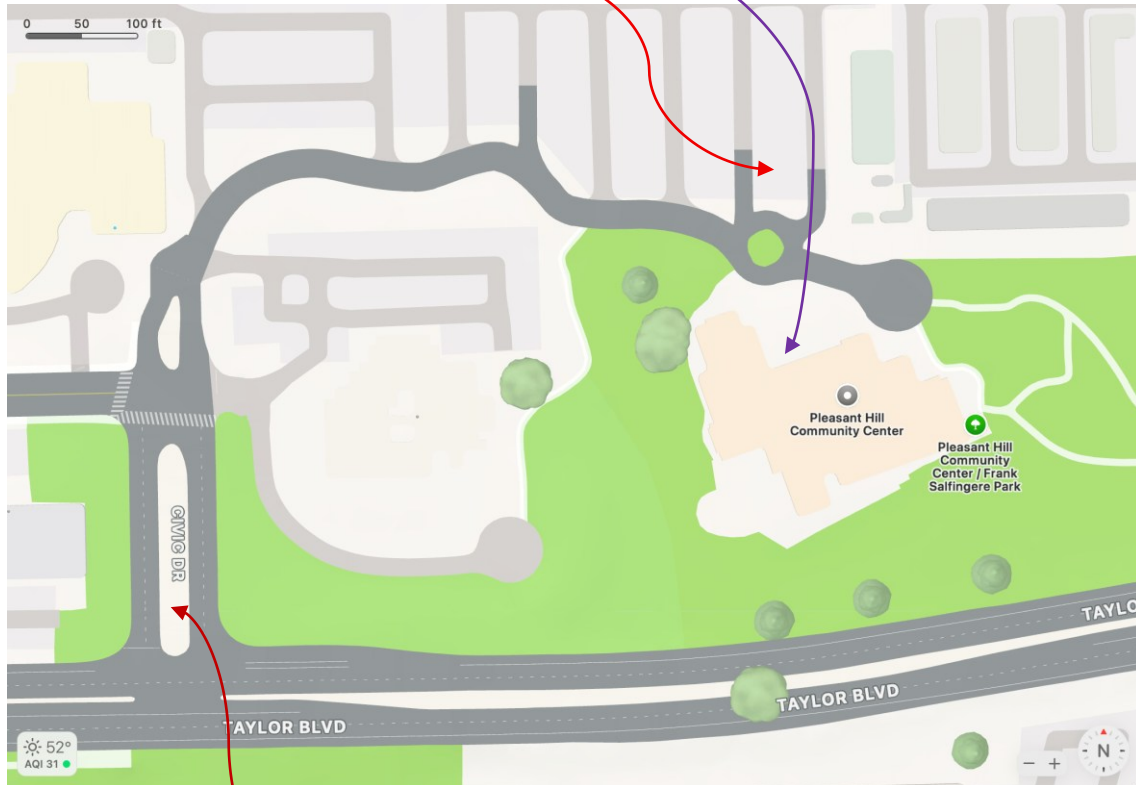 0 50 100 ft
Pleasant Hill
Community Center
Pleasant Hill
Community
Center / Frank
Salfingere Park
CIVIC DR
TAYLO
TAYLOR BLVD
TAYLOR BLVD
52°
AQI 31
− +
N